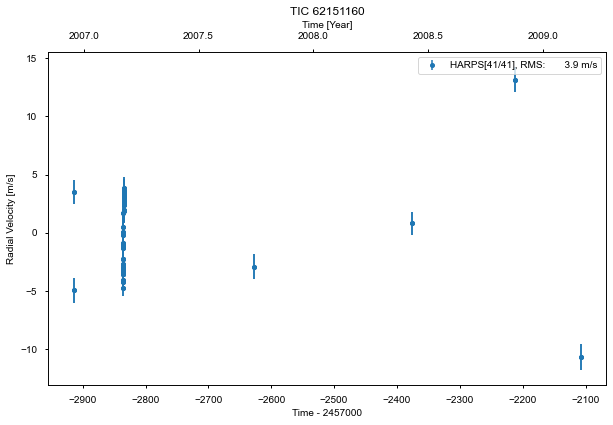 TIC 62151160
Time [Year]
2007.0 2007.5 2008.0 2008.5 2009.0
HARPS[41/41], RMS: 3.9 m/s
15
10
5
0
−5
−10
Radial Velocity [m/s]
−2900 −2800 −2700 −2600 −2500 −2400 −2300 −2200 −2100
Time - 2457000